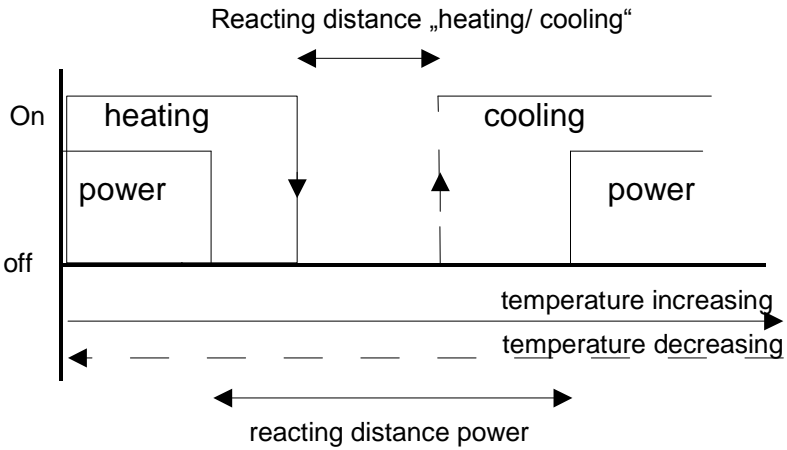 Reacting distance „heating/ cooling“
On
heating
cooling
power
power
off
temperature increasing
temperature decreasing
reacting distance power